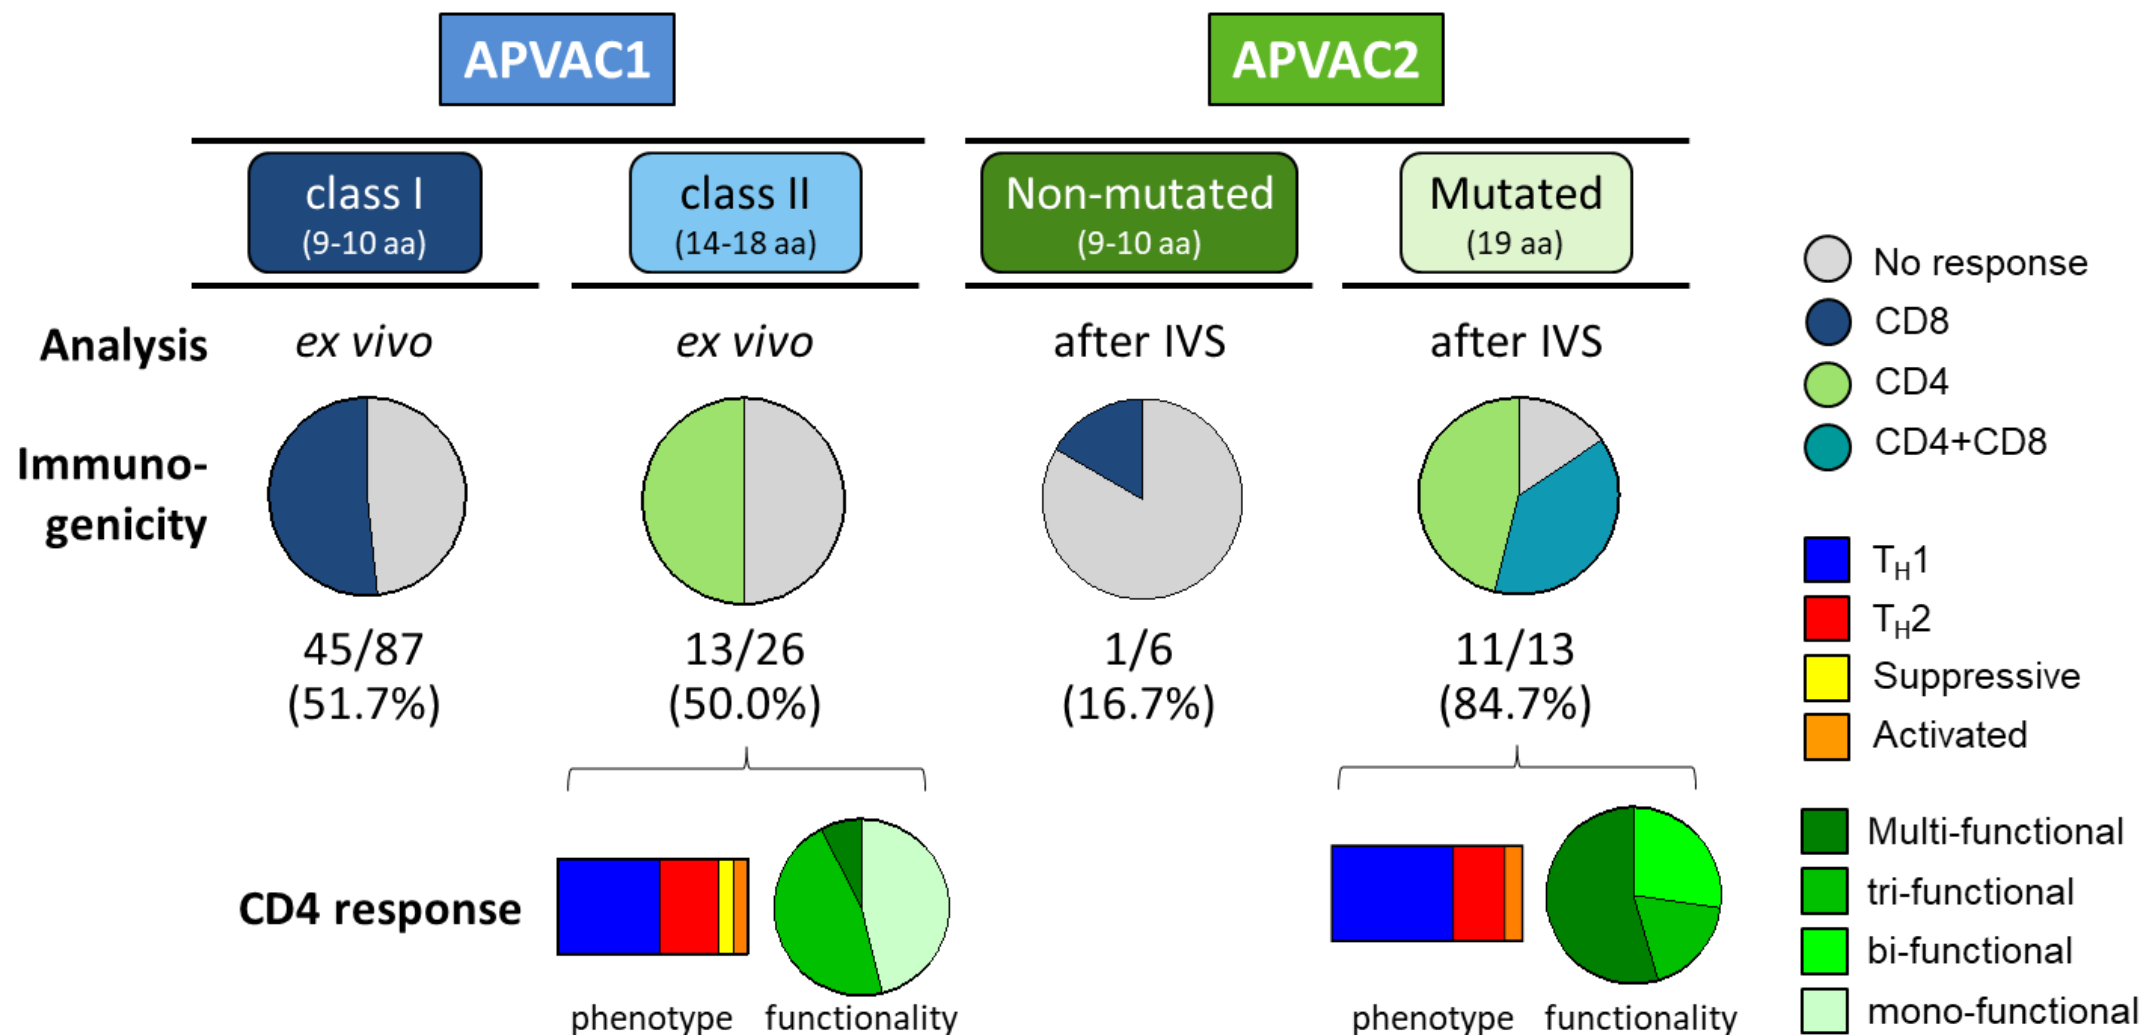 APVAC1
APVAC2
class I
(9-10 aa)
class II
(14-18 aa)
Non-mutated
(9-10 aa)
Mutated
(19 aa)
Analysis
ex vivo
ex vivo
after IVS
after IVS
Immuno-
genicity
45/87
(51.7%)
13/26
(50.0%)
1/6
(16.7%)
11/13
(84.7%)
CD4 response
phenotype
functionality
phenotype
functionality
No response
CD8
CD4
CD4+CD8
TH1
TH2
Suppressive
Activated
Multi-functional
tri-functional
bi-functional
mono-functional